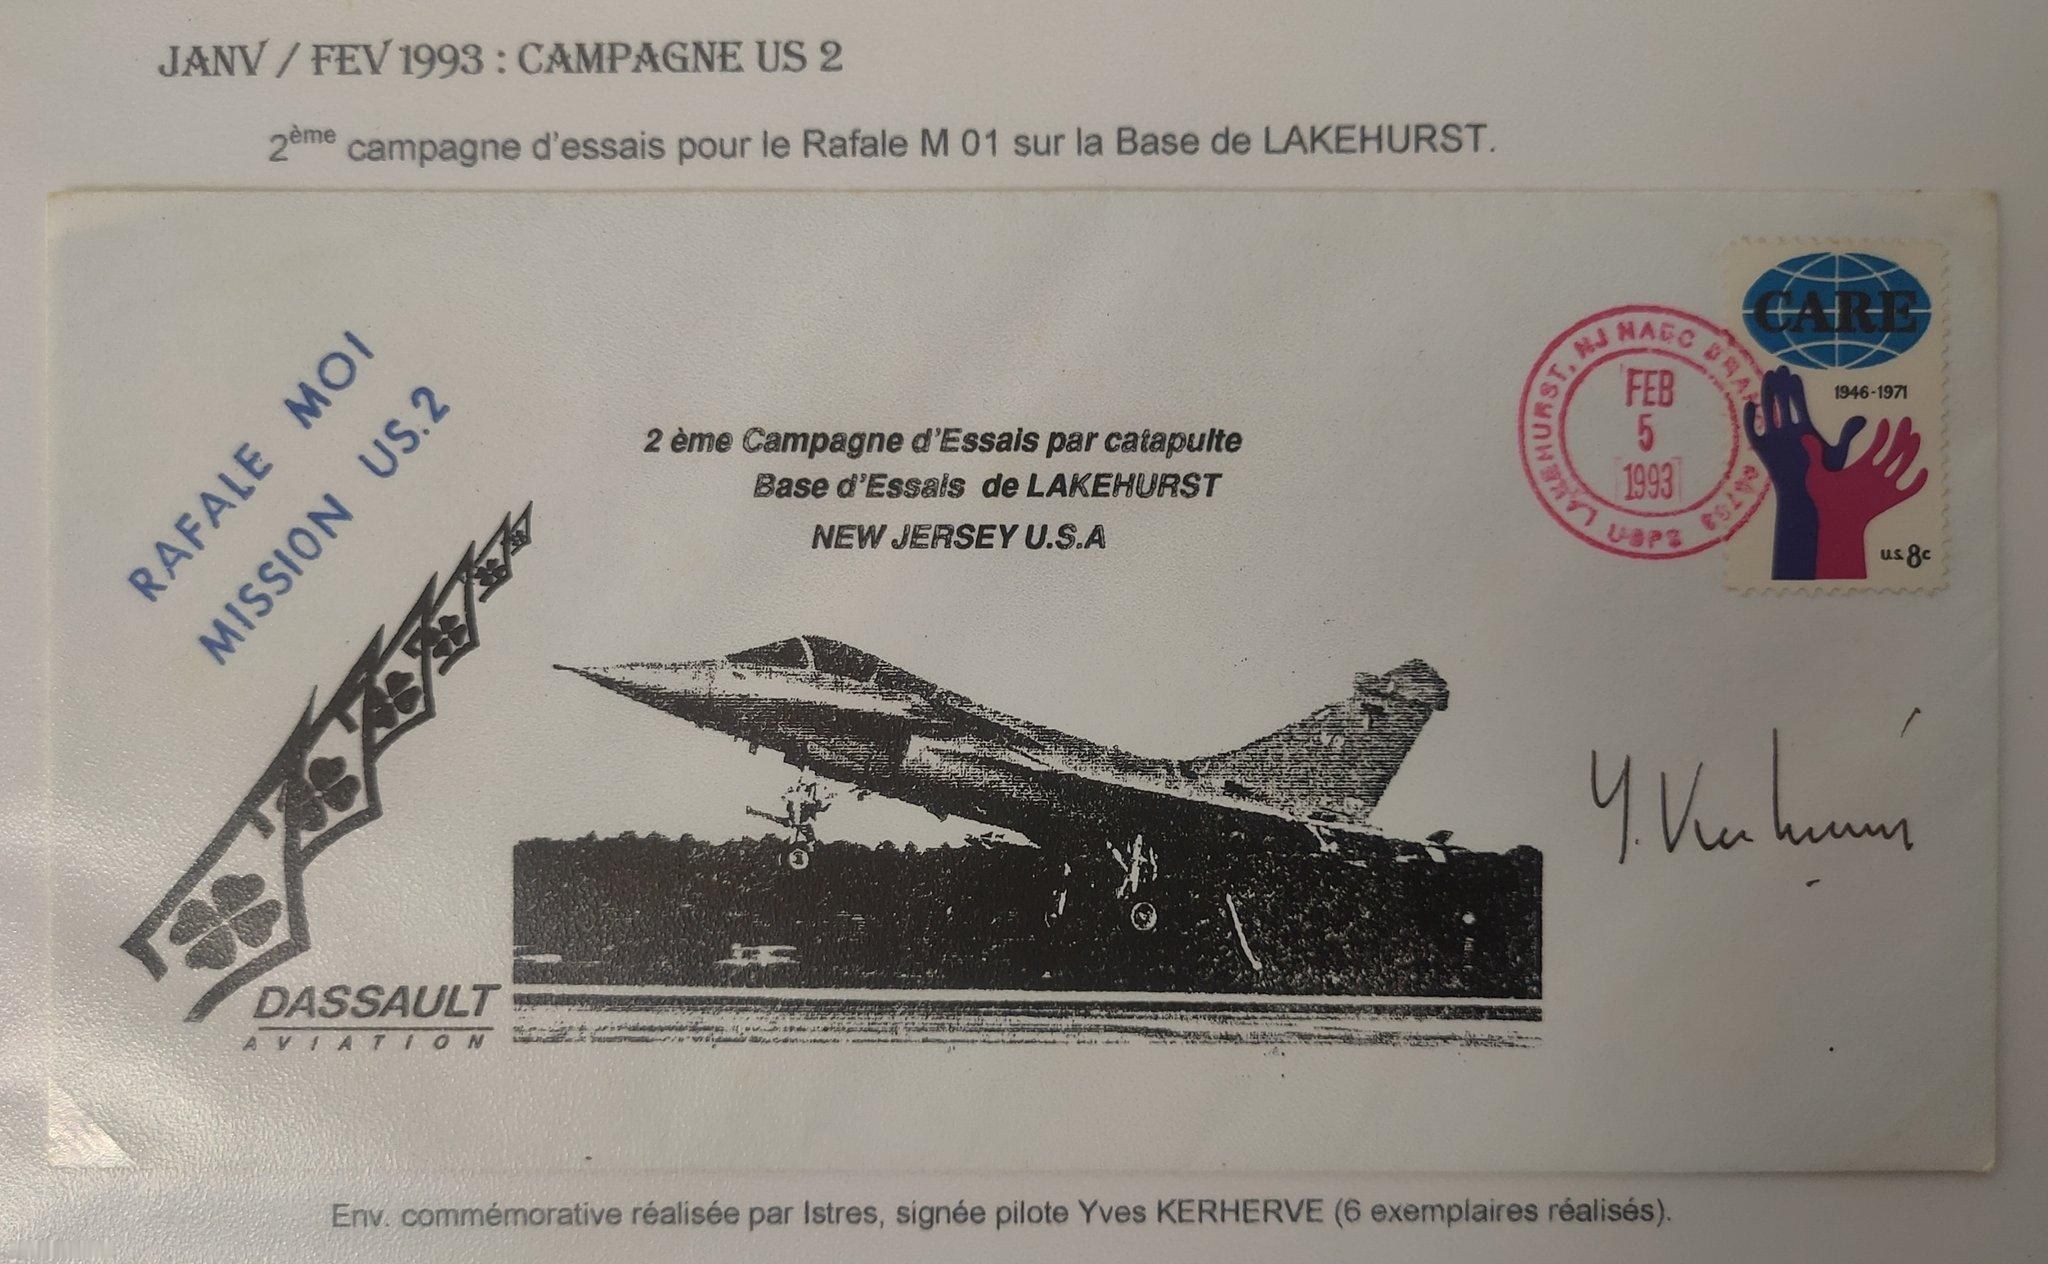 JANV / FEV 1993 : CAMPAGNE US 2
2ème campagne d'essais pour le Rafale M 01 sur la Base de LAKEHURST.
RAFALE MOI
MISSION US.2
2 ème Campagne d'Essais par catapulte
Base d'Essais de LAKEHURST
NEW JERSEY U.S.A
LAKEHURST, NJ
USPS
FEB
5
1993
CARE
1946-1971
U.S. 8c
Y. Kerhervé
DASSAULT
AVIATION
Env. commémorative réalisée par Istres, signée pilote Yves KERHERVE (6 exemplaires réalisés).